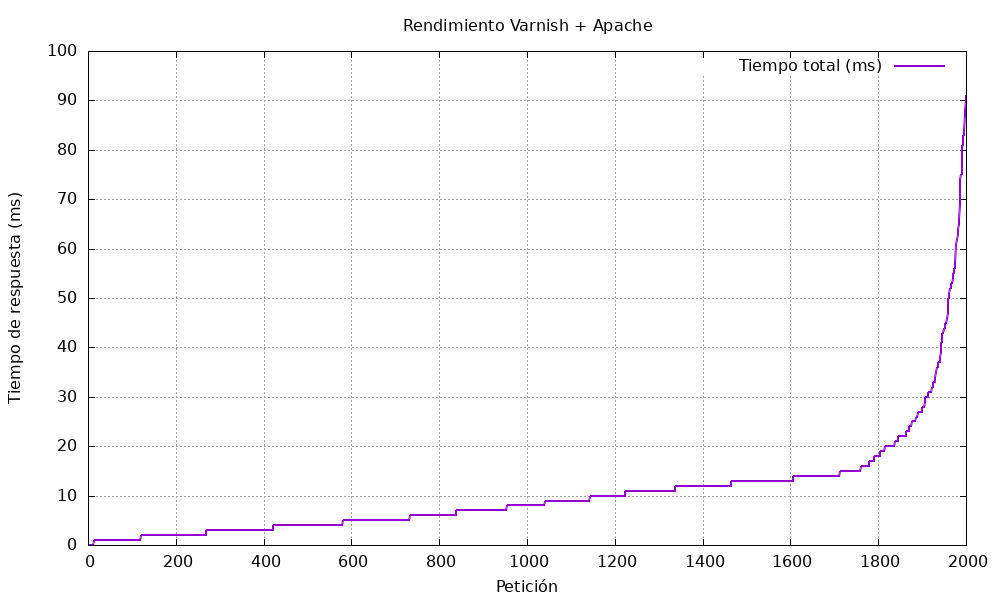 Rendimiento Varnish + Apache
Tiempo total (ms)
Tiempo de respuesta (ms)
100
90
80
70
60
50
40
30
20
10
0
0 200 400 600 800 1000 1200 1400 1600 1800 2000
Petición